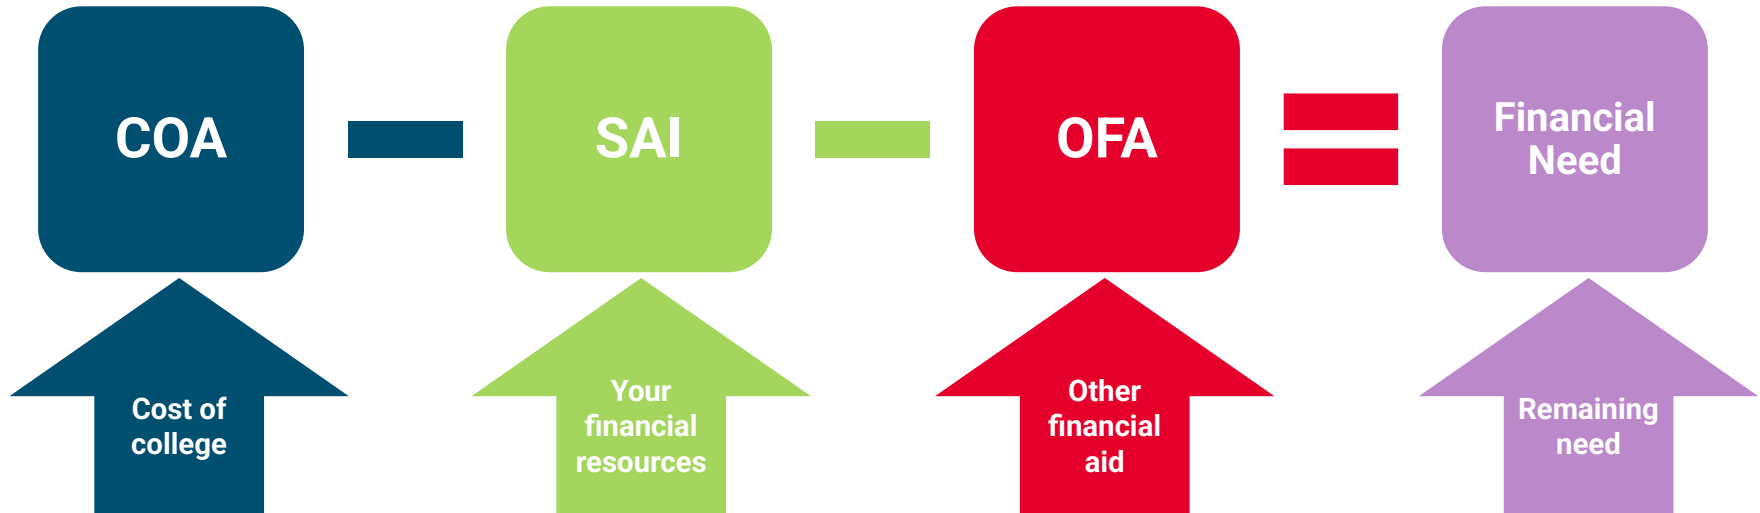 COA
SAI
OFA
Financial
Need
Cost of
college
Your
financial
resources
Other
financial
aid
Remaining
need